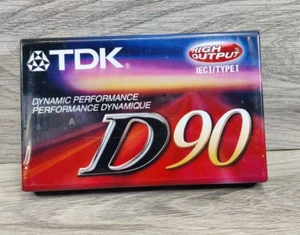 TDK
HIGH
OUTPUT
IEC I/TYPE I
DYNAMIC PERFORMANCE
PERFORMANCE DYNAMIQUE
A
D90